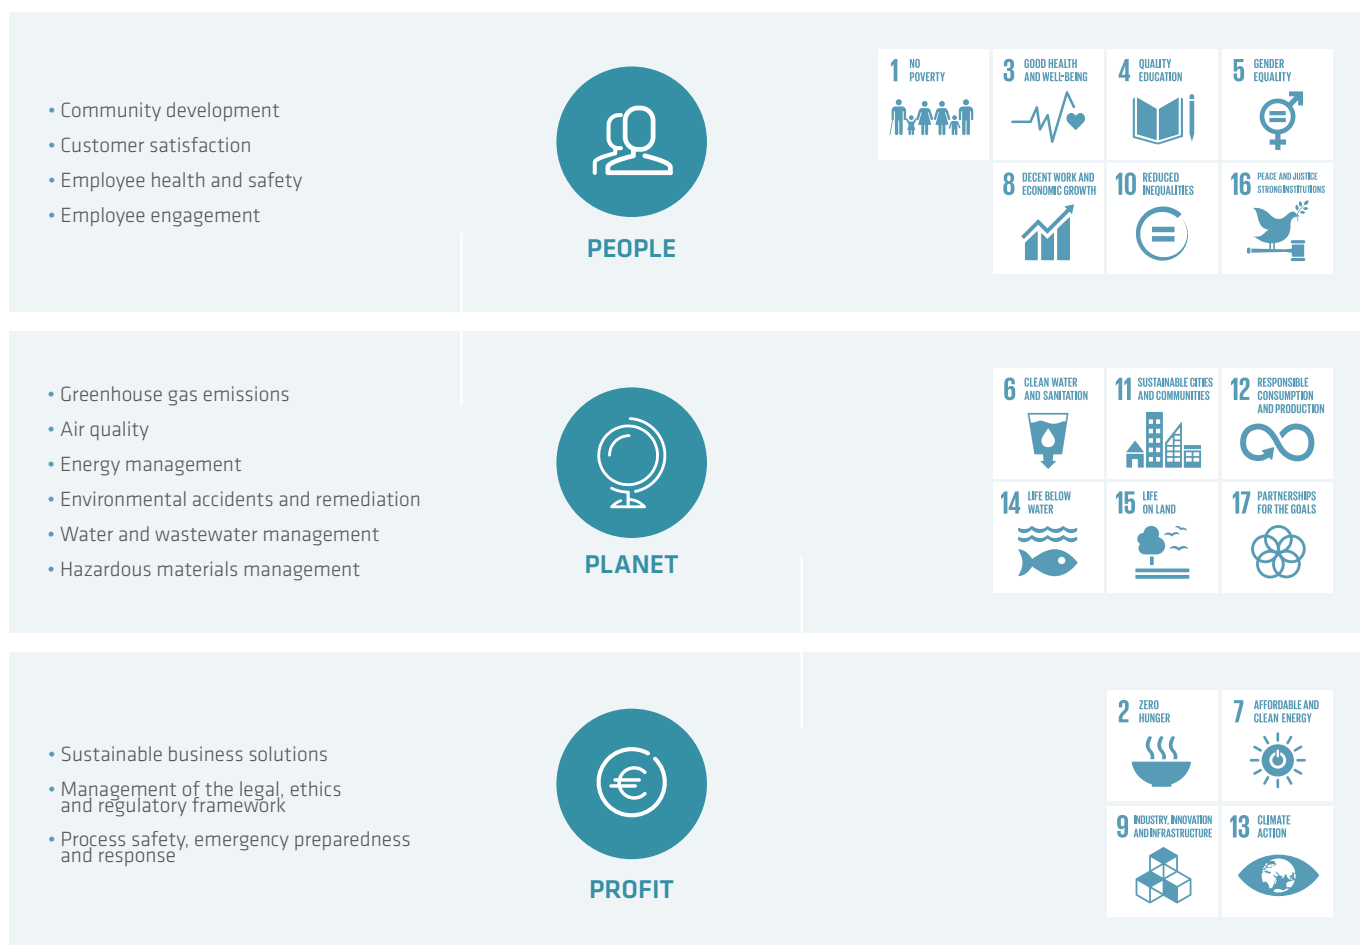 • Community development
• Customer satisfaction
• Employee health and safety
• Employee engagement
PEOPLE
1 NO
POVERTY
3 GOOD HEALTH
AND WELL-BEING
4 QUALITY
EDUCATION
5 GENDER
EQUALITY
8 DECENT WORK AND
ECONOMIC GROWTH
10 REDUCED
INEQUALITIES
16 PEACE AND JUSTICE
STRONG INSTITUTIONS
• Greenhouse gas emissions
• Air quality
• Energy management
• Environmental accidents and remediation
• Water and wastewater management
• Hazardous materials management
PLANET
6 CLEAN WATER
AND SANITATION
11 SUSTAINABLE CITIES
AND COMMUNITIES
12 RESPONSIBLE
CONSUMPTION
AND PRODUCTION
14 LIFE BELOW
WATER
15 LIFE
ON LAND
17 PARTNERSHIPS
FOR THE GOALS
• Sustainable business solutions
• Management of the legal, ethics
and regulatory framework
• Process safety, emergency preparedness
and response
€
PROFIT
2 ZERO
HUNGER
7 AFFORDABLE AND
CLEAN ENERGY
9 INDUSTRY, INNOVATION
AND INFRASTRUCTURE
13 CLIMATE
ACTION